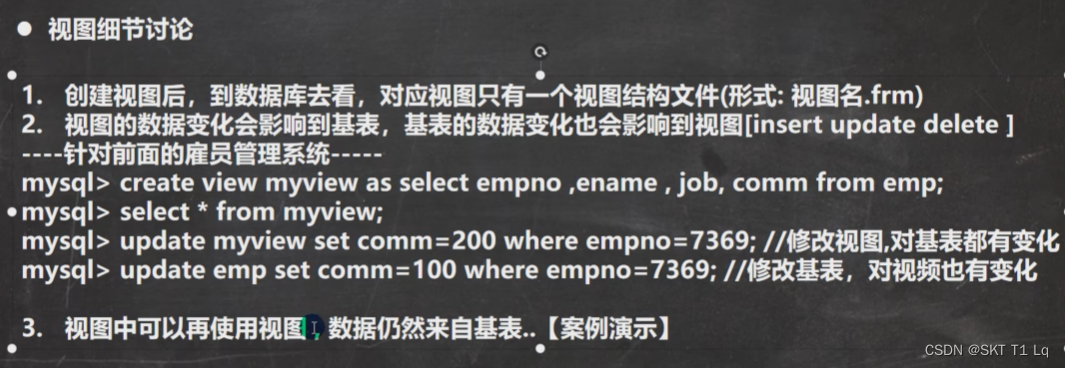 ● 视图细节讨论
1. 创建视图后，到数据库去看，对应视图只有一个视图结构文件(形式: 视图名.frm)
2. 视图的数据变化会影响到基表，基表的数据变化也会影响到视图[insert update delete ]
----针对前面的雇员管理系统-----
mysql> create view myview as select empno ,ename , job, comm from emp;
mysql> select * from myview;
mysql> update myview set comm=200 where empno=7369; //修改视图,对基表都有变化
mysql> update emp set comm=100 where empno=7369; //修改基表，对视频也有变化
3. 视图中可以再使用视图，数据仍然来自基表..【案例演示】
CSDN @SKT T1 Lq